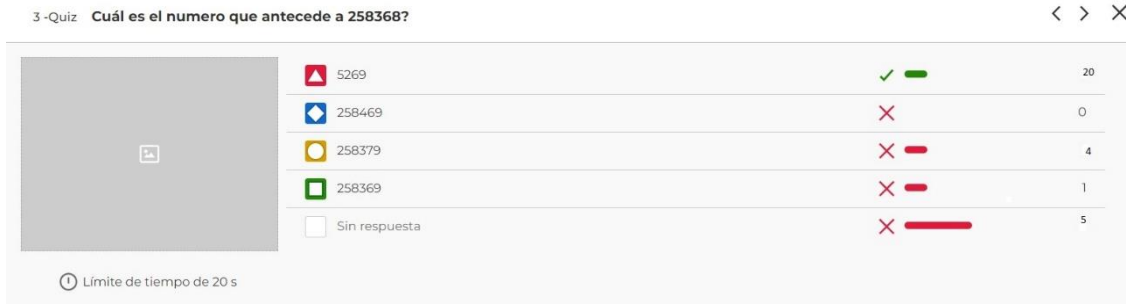 3 -Quiz Cuál es el numero que antecede a 258368?
5269 20
258469 0
258379 4
258369 1
Sin respuesta 5
Límite de tiempo de 20 s